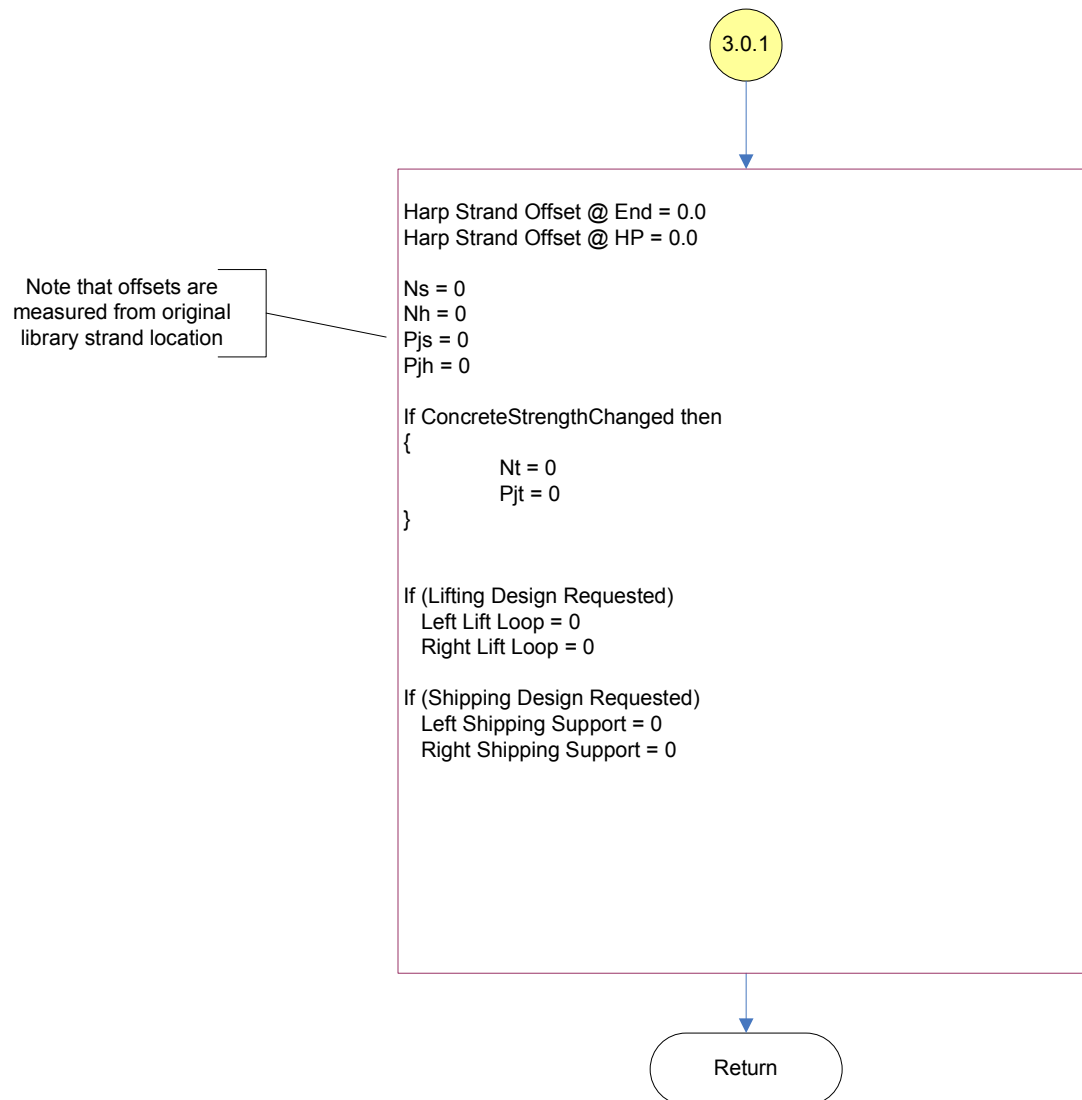 3.0.1
Harp Strand Offset @ End = 0.0
Harp Strand Offset @ HP = 0.0
Note that offsets are
measured from original
library strand location
Ns = 0
Nh = 0
Pjs = 0
Pjh = 0
If ConcreteStrengthChanged then
{
Nt = 0
Pjt = 0
}
If (Lifting Design Requested)
Left Lift Loop = 0
Right Lift Loop = 0
If (Shipping Design Requested)
Left Shipping Support = 0
Right Shipping Support = 0
Return